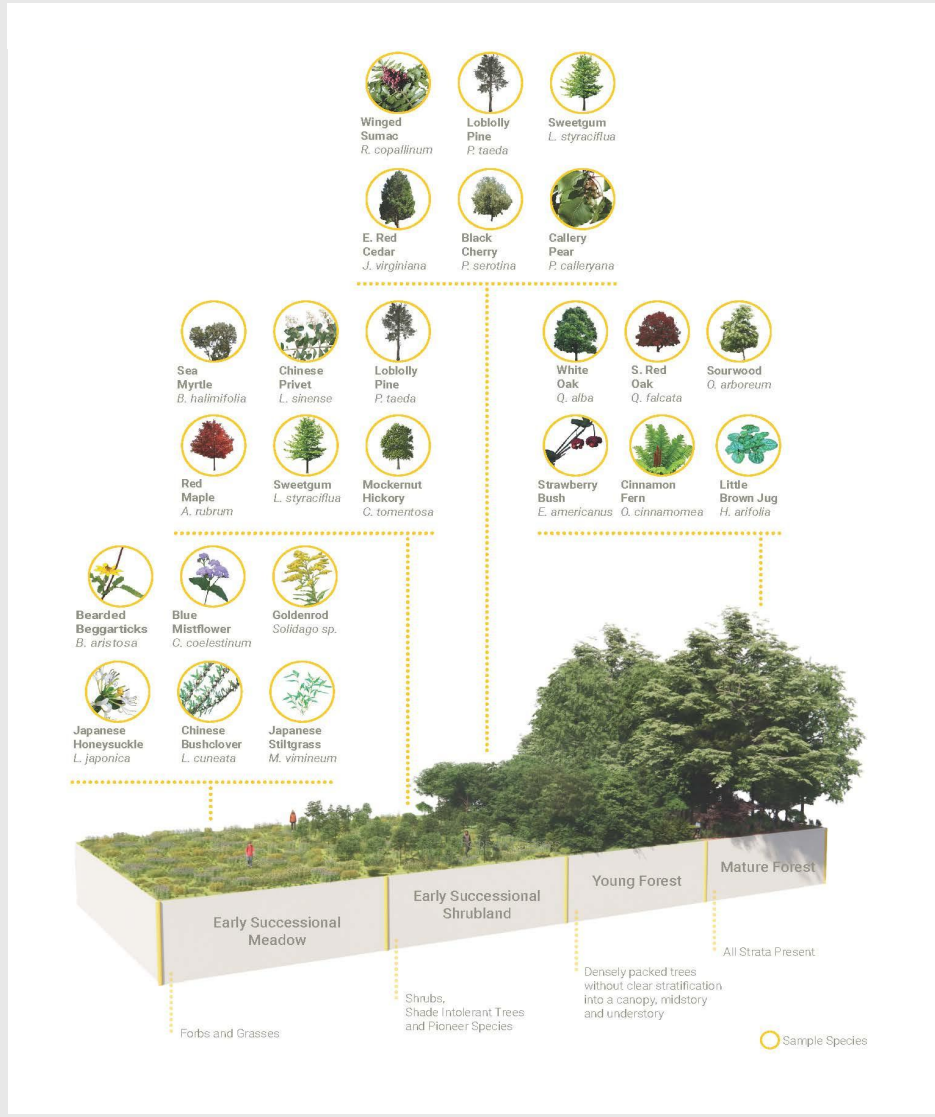 Winged
Sumac
R. copallinum
Loblolly
Pine
P. taeda
Sweetgum
L. styraciflua
E. Red
Cedar
J. virginiana
Black
Cherry
P. serotina
Callery
Pear
P. calleryana
Sea
Myrtle
B. halimifolia
Chinese
Privet
L. sinense
Loblolly
Pine
P. taeda
White
Oak
Q. alba
S. Red
Oak
Q. falcata
Sourwood
O. arboreum
Red
Maple
A. rubrum
Sweetgum
L. styraciflua
Mockernut
Hickory
C. tomentosa
Strawberry
Bush
E. americanus
Cinnamon
Fern
O. cinnamomea
Little
Brown Jug
H. arifolia
Bearded
Beggarticks
B. aristosa
Blue
Mistflower
C. coelestinum
Goldenrod
Solidago sp.
Japanese
Honeysuckle
L. japonica
Chinese
Bushclover
L. cuneata
Japanese
Stiltgrass
M. vimineum
Early Successional
Meadow
Early Successional
Shrubland
Young Forest
Mature Forest
Forbs and Grasses
Shrubs,
Shade Intolerant Trees
and Pioneer Species
Densely packed trees
without clear stratification
into a canopy, midstory
and understory
All Strata Present
Sample Species